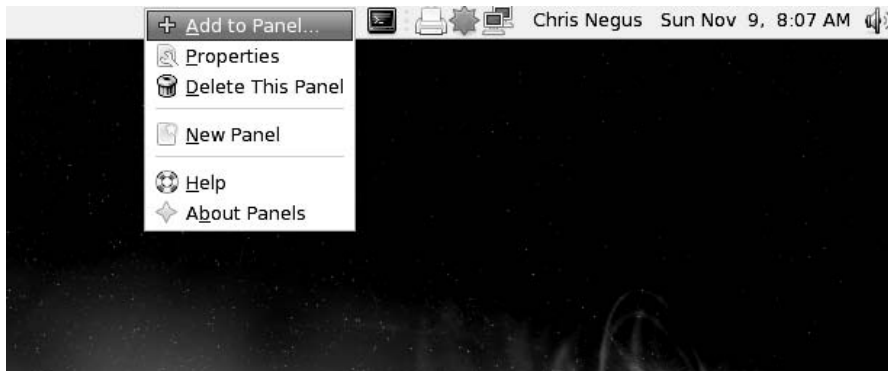 Add to Panel...
Chris Negus Sun Nov 9, 8:07 AM
Properties
Delete This Panel
New Panel
Help
About Panels